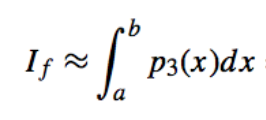 I_f ≈ ∫_a^b p_3(x)dx